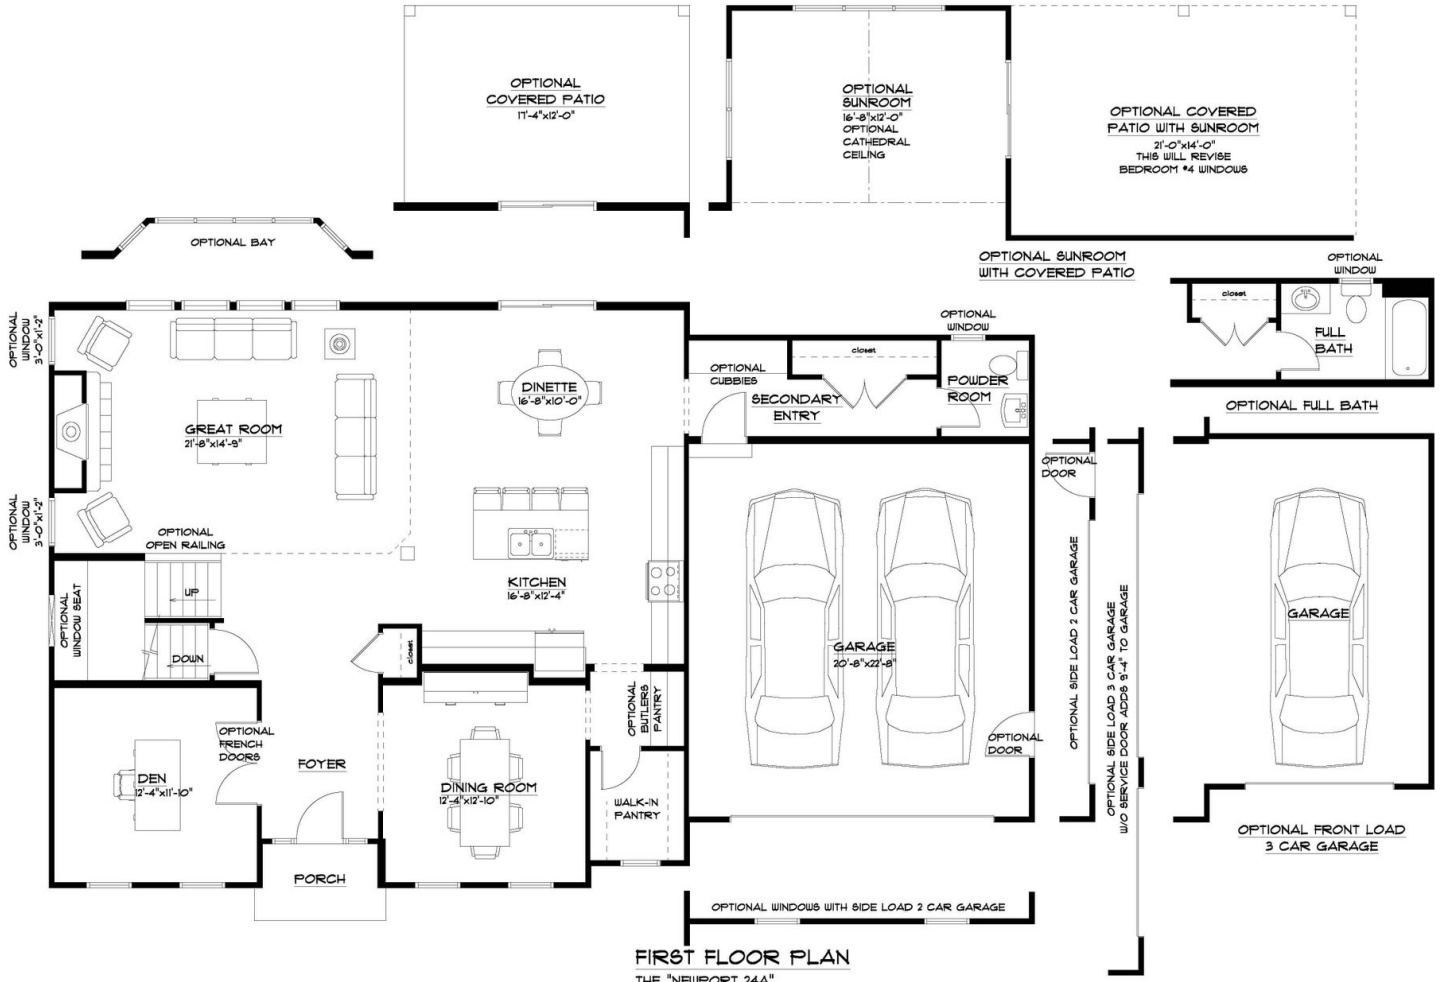 OPTIONAL
COVERED PATIO
17'-4"x12'-0"
OPTIONAL
SUNROOM
16'-8"x12'-0"
OPTIONAL
CATHEDRAL
CEILING
OPTIONAL COVERED
PATIO WITH SUNROOM
21'-0"x14'-0"
THIS WILL REVISE
BEDROOM #4 WINDOWS
OPTIONAL BAY
OPTIONAL SUNROOM
WITH COVERED PATIO
OPTIONAL
WINDOW
closet
FULL
BATH
OPTIONAL FULL BATH
OPTIONAL
WINDOW
3'-0"x1'-2"
GREAT ROOM
21'-8"x14'-9"
OPTIONAL
WINDOW
3'-0"x1'-2"
OPTIONAL
OPEN RAILING
DINETTE
16'-8"x10'-0"
OPTIONAL
CUBBIES
closet
OPTIONAL
WINDOW
POWDER
ROOM
SECONDARY
ENTRY
KITCHEN
16'-8"x12'-4"
OPTIONAL
WINDOW SEAT
UP
DOWN
closet
OPTIONAL
FRENCH
DOORS
DEN
12'-4"x11'-10"
FOYER
PORCH
DINING ROOM
12'-4"x12'-10"
OPTIONAL
BUTLERS
PANTRY
WALK-IN
PANTRY
GARAGE
20'-8"x22'-8"
OPTIONAL
DOOR
OPTIONAL
DOOR
OPTIONAL SIDE LOAD 2 CAR GARAGE
OPTIONAL SIDE LOAD 3 CAR GARAGE
W/O SERVICE DOOR ADDS 9'-4" TO GARAGE
GARAGE
OPTIONAL FRONT LOAD
3 CAR GARAGE
OPTIONAL WINDOWS WITH SIDE LOAD 2 CAR GARAGE
FIRST FLOOR PLAN
THE "NEWPORT 24A"